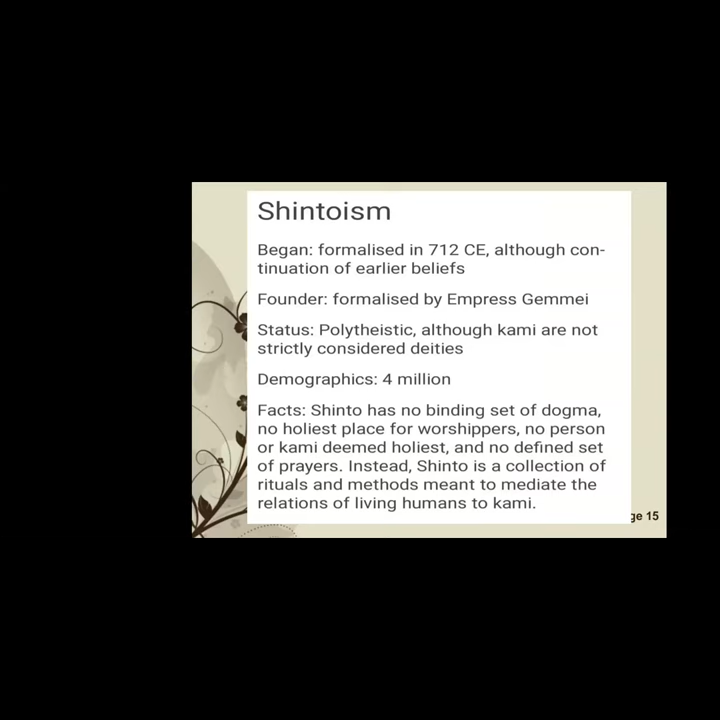 Shintoism
Began: formalised in 712 CE, although con-
tinuation of earlier beliefs
Founder: formalised by Empress Gemmei
Status: Polytheistic, although kami are not
strictly considered deities
Demographics: 4 million
Facts: Shinto has no binding set of dogma,
no holiest place for worshippers, no person
or kami deemed holiest, and no defined set
of prayers. Instead, Shinto is a collection of
rituals and methods meant to mediate the
relations of living humans to kami.
ge 15